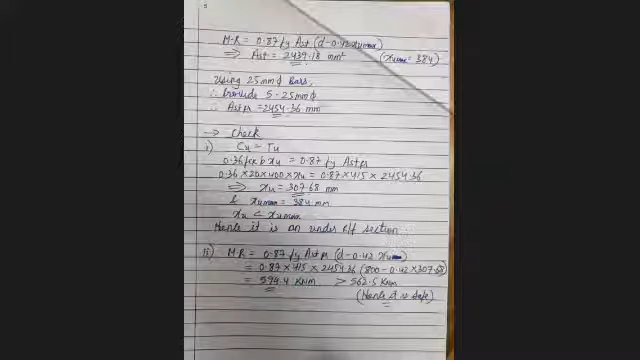 M·R = 0.87 fy Ast (d - 0.42 xumax)
⇒ Ast = 2439.18 mm² (xumax = 384)
Using 25mmϕ Bars,
∴ Provide 5 - 25mmϕ
∴ Astpr = 2454.36 mm
→ Check
i) Cu = Tu
0.36 fck b xu = 0.87 fy Astpr
0.36 × 20 × 400 × xu = 0.87 × 415 × 2454.36
⇒ xu = 307.68 mm
& xumax = 384 mm
xu < xumax
Hence it is an under r/f section.
ii) MR = 0.87 fy Astpr (d - 0.42 xu)
= 0.87 × 415 × 2454.36 (800 - 0.42 × 307.68)
= 594.4 KNm > 562.5 KNm
(Hence it is safe)